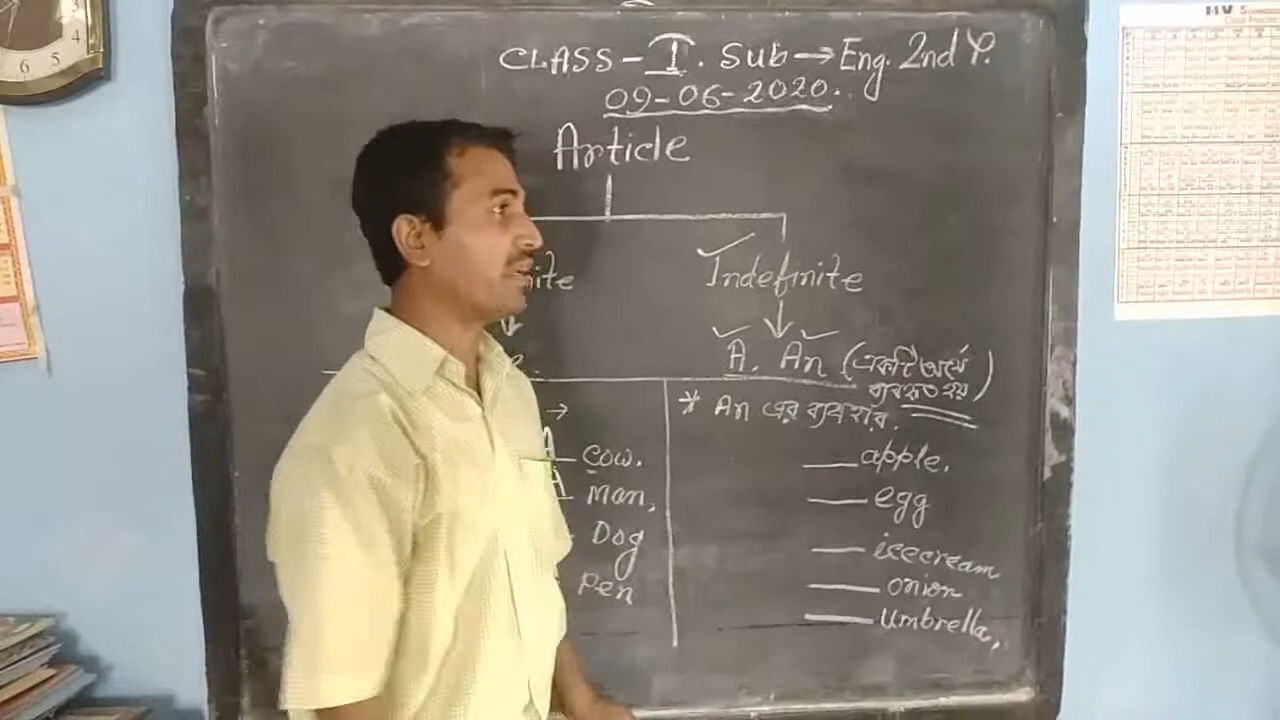 CLASS - I. Sub → Eng. 2nd P.
09-06-2020.
Article
nite Indefinite
A, An (একটি অর্থে
ব্যবহৃত হয়)
* An এর ব্যবহার.
A cow.
A man,
Dog
Pen
apple.
egg
icecream
onion
umbrella,